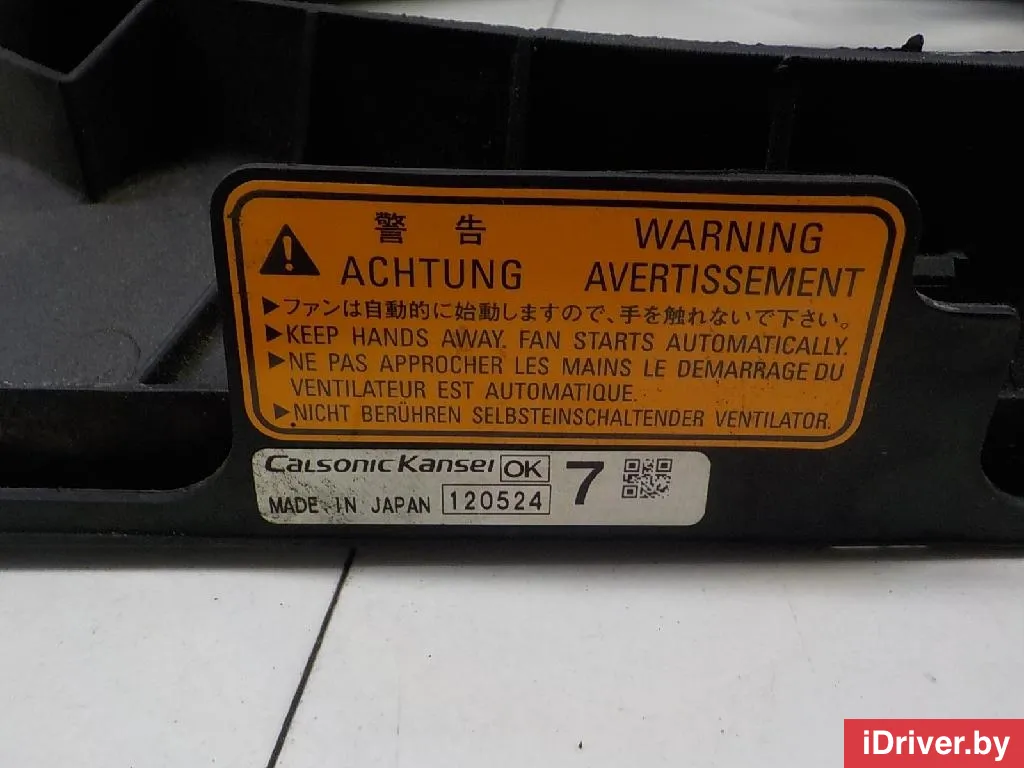 警告 WARNING
ACHTUNG AVERTISSEMENT
▶ファンは自動的に始動しますので、手を触れないで下さい。
▶KEEP HANDS AWAY. FAN STARTS AUTOMATICALLY.
▶NE PAS APPROCHER LES MAINS LE DEMARRAGE DU
VENTILATEUR EST AUTOMATIQUE.
▶NICHT BERÜHREN SELBSTEINSCHALTENDER VENTILATOR.
CALSONIC KANSEI OK 7
MADE IN JAPAN 120524
iDriver.by